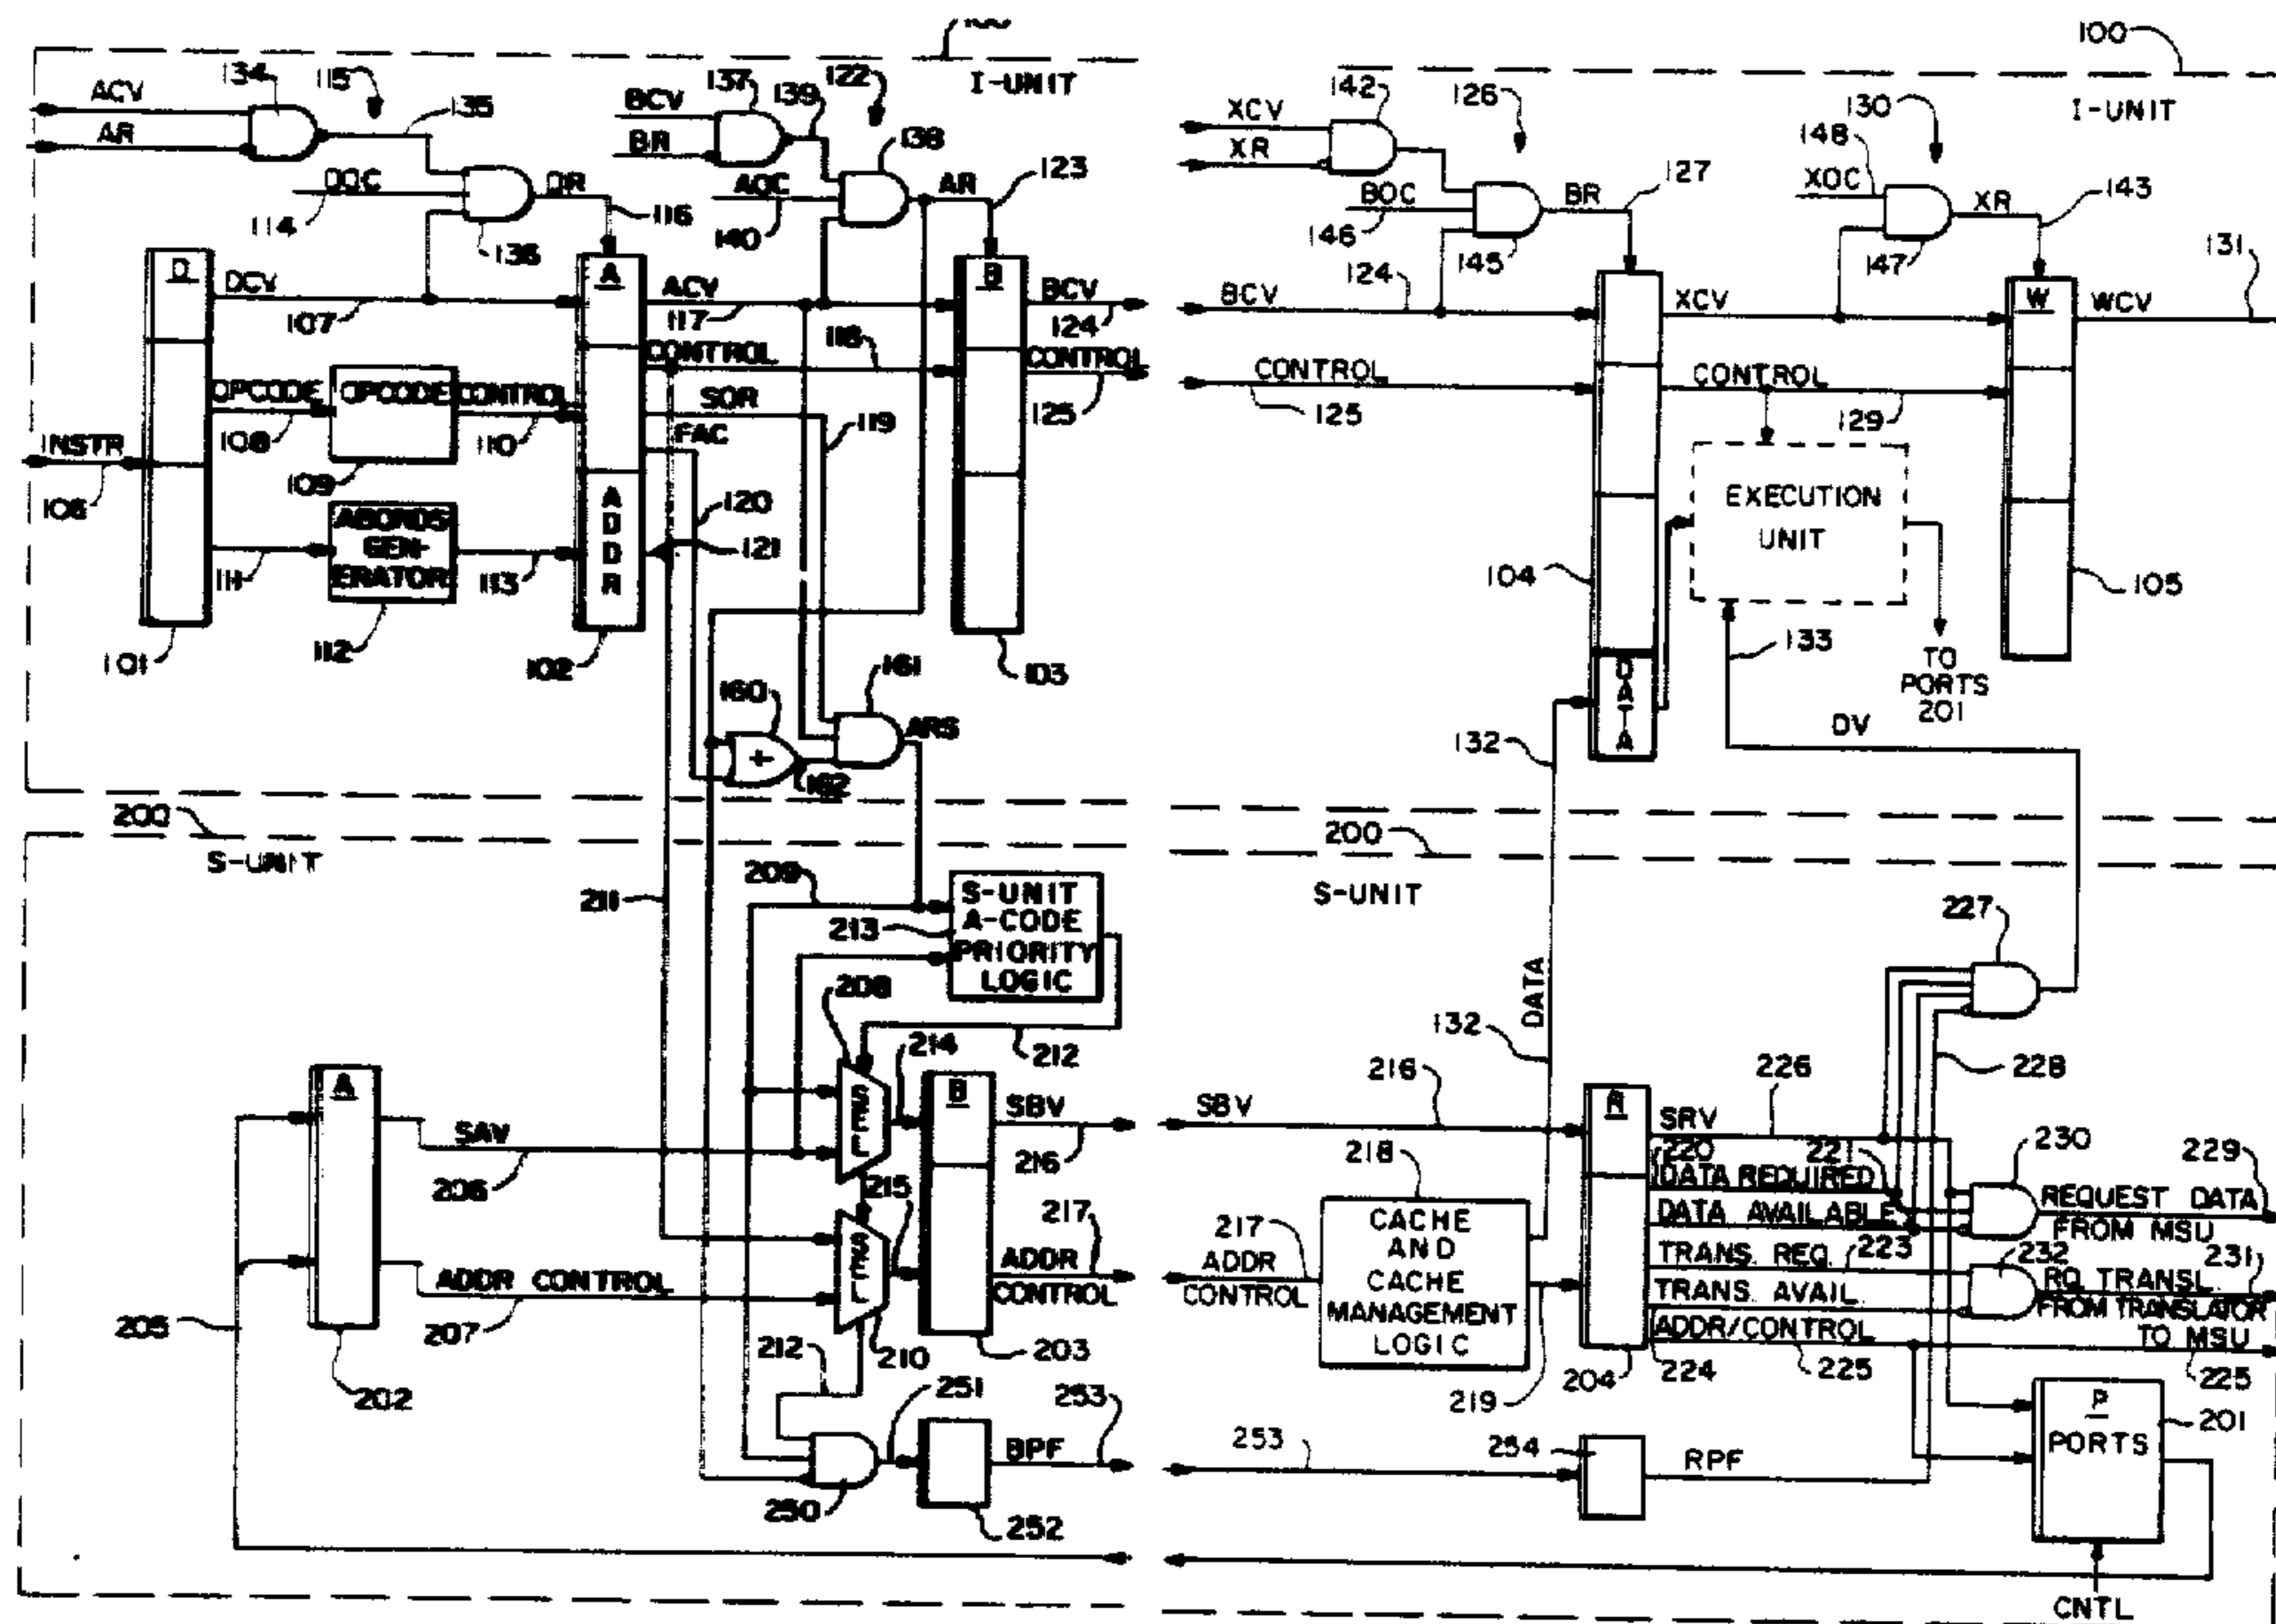 100
I-UNIT
ACV
AR
134
115
135
DOC
114
DR
116
136
BCV
BR
137
139
122
138
AOC
140
AR
123
I-UNIT
XCV
XR
142
126
BOC
146
BR
127
145
130
148
XOC
XR
143
147
131
D
DCV
107
OPCODE
108
OPCODE
109
CONTROL
110
INSTR
106
111
GEN-
ERATOR
112
113
101
A
ADDR
102
ACV
117
CONTROL
118
SOR
119
FAC
120
121
B
BCV
124
CONTROL
125
103
BCV
124
CONTROL
125
XCV
CONTROL
129
W
WCV
105
104
DATA
EXECUTION
UNIT
133
TO
PORTS
201
DV
132
160
161
162
ARS
200
S-UNIT
200
S-UNIT
211
209
S-UNIT
A-CODE
PRIORITY
LOGIC
213
208
212
214
SEL
215
SEL
210
212
A
SAV
206
ADDR CONTROL
207
205
202
B
SBV
216
217
ADDR
CONTROL
203
250
251
252
BPF
253
SBV
216
132
DATA
218
217
ADDR
CONTROL
CACHE
AND
CACHE
MANAGEMENT
LOGIC
219
R
204
SRV
226
220
221
DATA REQUIRED
DATA AVAILABLE
TRANS. REQ.
223
TRANS. AVAIL.
ADDR/CONTROL
224
225
227
228
230
229
REQUEST DATA
FROM MSU
232
231
RQ. TRANSL.
FROM TRANSLATOR
TO MSU
225
253
254
RPF
P
PORTS
201
CNTL